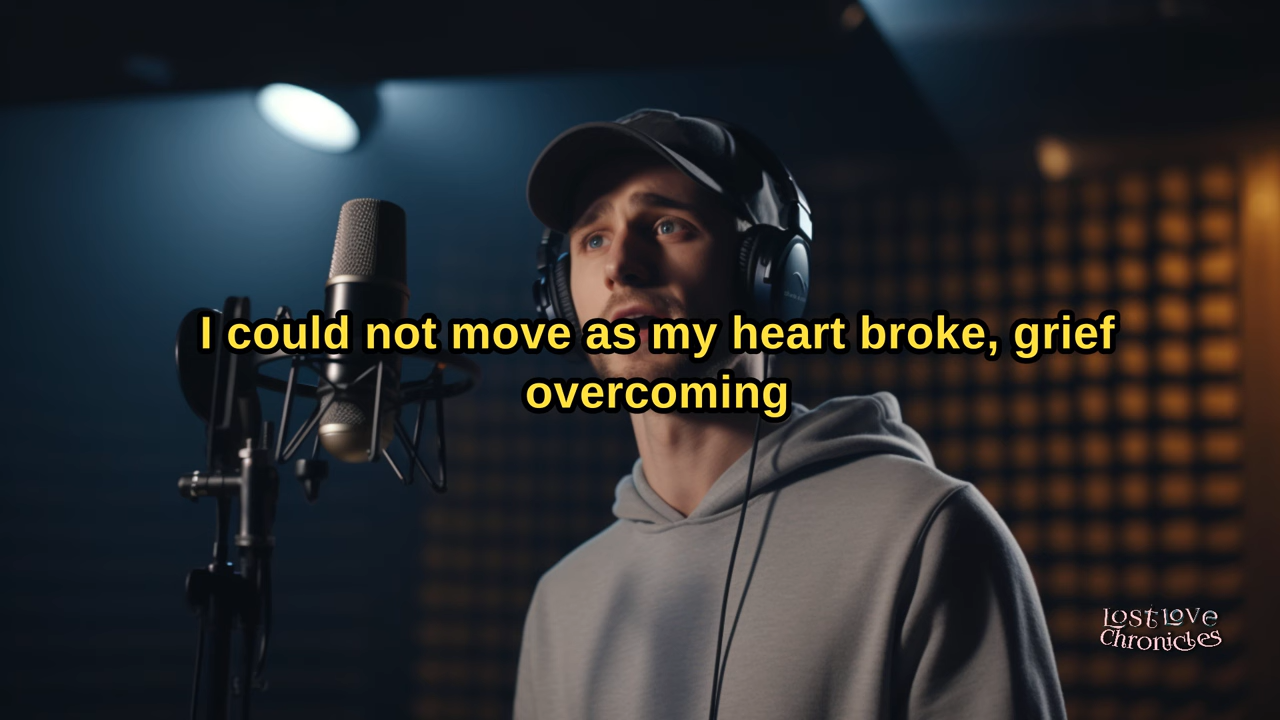 I could not move as my heart broke, grief
overcoming
Lost Love
Chronicles